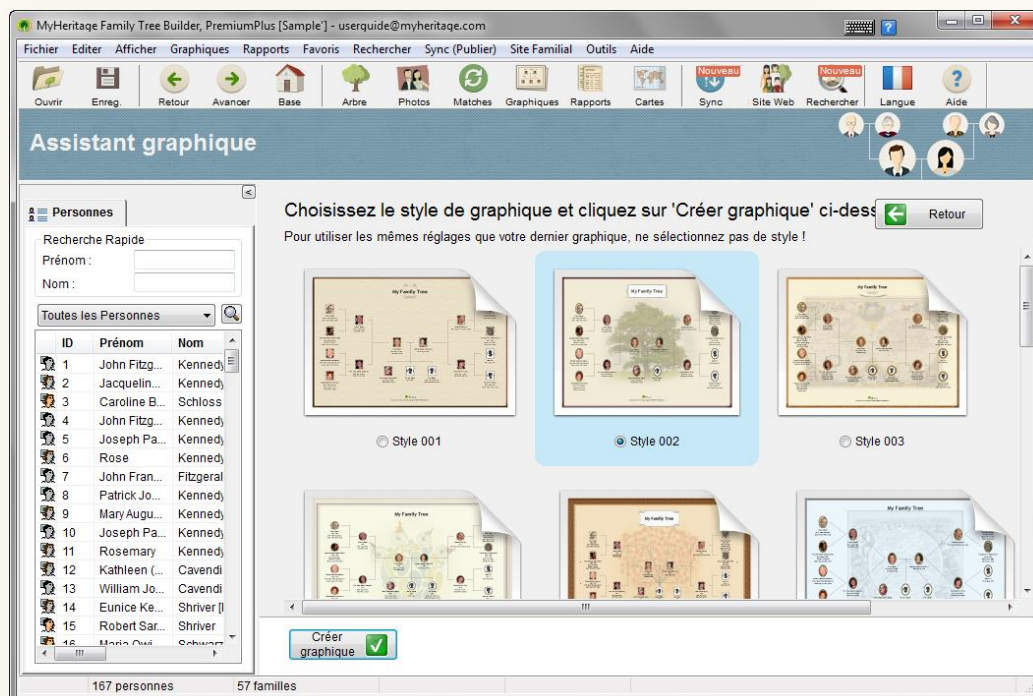 MyHeritage Family Tree Builder, PremiumPlus [Sample'] - userquide@myheritage.com
Fichier Editer Afficher Graphiques Rapports Favoris Rechercher Sync (Publier) Site Familial Outils Aide
Nouveau Nouveau
Ouvrir Enreg. Retour Avancer Base Arbre Photos Matches Graphiques Rapports Cartes Sync Site Web Rechercher Langue Aide
Assistant graphique
Personnes
Recherche Rapide
Prénom :
Nom :
Toutes les Personnes
ID Prénom Nom
1 John Fitzg... Kennedy
2 Jacquelin... Kennedy
3 Caroline B... Schloss
4 John Fitzg... Kennedy
5 Joseph Pa... Kennedy
6 Rose Kennedy
7 John Fran... Fitzgeral
8 Patrick Jo... Kennedy
9 Mary Augu... Kennedy
10 Joseph Pa... Kennedy
11 Rosemary Kennedy
12 Kathleen (... Cavendi
13 William Jo... Cavendi
14 Eunice Ke... Shriver [
15 Robert Sar... Shriver
16 Maria Owi... Schwarz
Choisissez le style de graphique et cliquez sur 'Créer graphique' ci-dess
Retour
Pour utiliser les mêmes réglages que votre dernier graphique, ne sélectionnez pas de style !
My Family Tree
My Family Tree
My Family Tree
Style 001
Style 002
Style 003
My Family Tree
My Family Tree
My Family Tree
Créer
graphique
167 personnes 57 familles